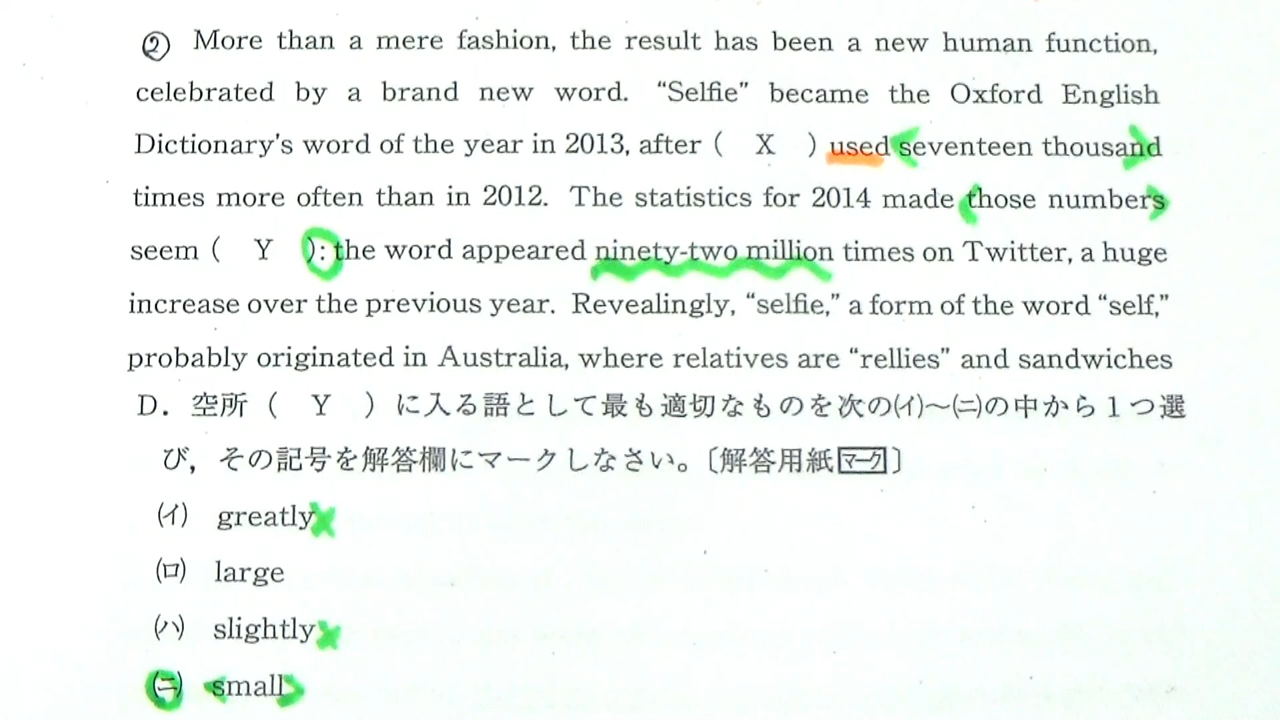 ② More than a mere fashion, the result has been a new human function,
celebrated by a brand new word. “Selfie” became the Oxford English
Dictionary's word of the year in 2013, after ( X ) used seventeen thousand
times more often than in 2012. The statistics for 2014 made those numbers
seem ( Y ): the word appeared ninety-two million times on Twitter, a huge
increase over the previous year. Revealingly, “selfie,” a form of the word “self,”
probably originated in Australia, where relatives are “rellies” and sandwiches
D. 空所 ( Y ) に入る語として最も適切なものを次の(イ)～(ニ)の中から1つ選
び，その記号を解答欄にマークしなさい。〔解答用紙マーク〕
(イ) greatly
(ロ) large
(ハ) slightly
(ニ) small